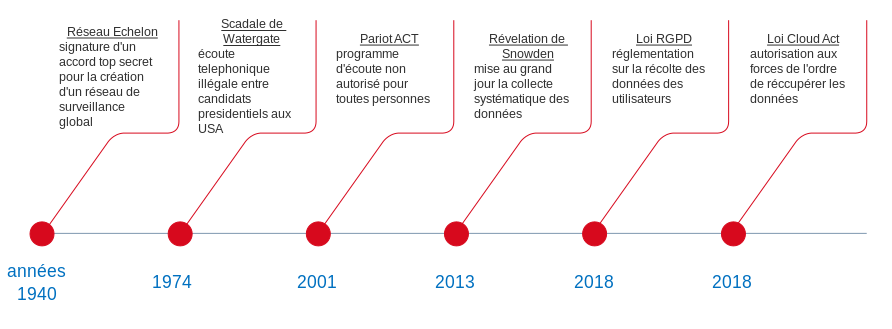 Réseau Echelon
signature d'un
accord top secret
pour la création
d'un réseau de
surveillance
global
Scadale de
Watergate
écoute
telephonique
illégale entre
candidats
presidentiels aux
USA
Pariot ACT
programme
d'écoute non
autorisé pour
toutes personnes
Révelation de
Snowden
mise au grand
jour la collecte
systématique des
données
Loi RGPD
réglementation
sur la récolte des
données des
utilisateurs
Loi Cloud Act
autorisation aux
forces de l'ordre
de réccupérer les
données
années
1940
1974
2001
2013
2018
2018